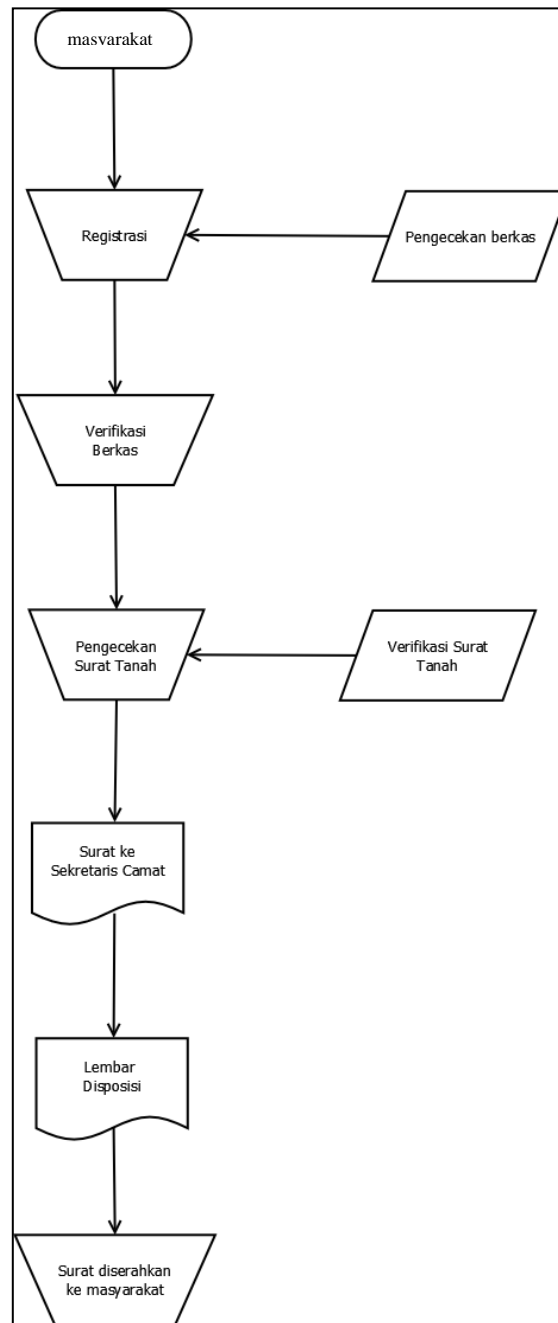 masvarakat
Registrasi
Pengecekan berkas
Verifikasi
Berkas
Pengecekan
Surat Tanah
Verifikasi Surat
Tanah
Surat ke
Sekretaris Camat
Lembar
Disposisi
Surat diserahkan
ke masyarakat